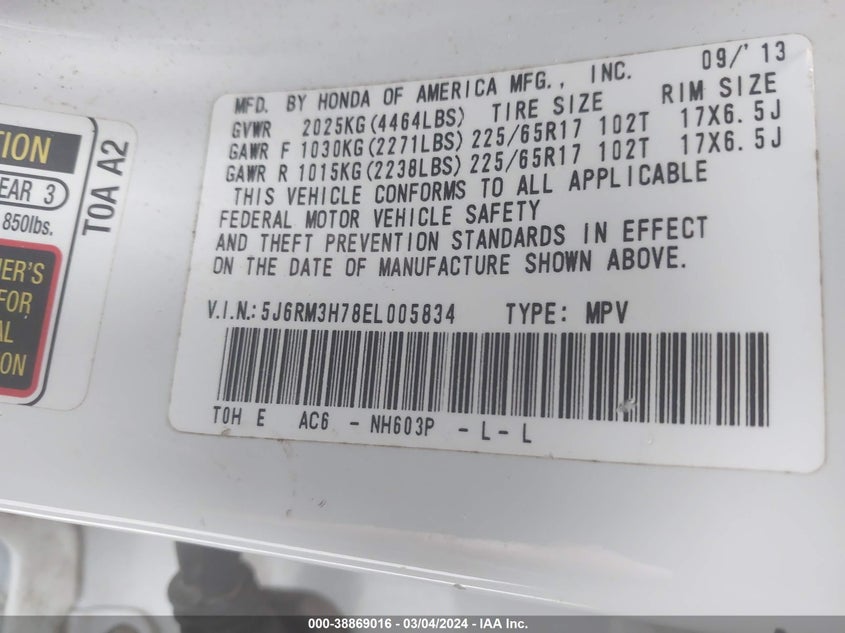 MFD. BY HONDA OF AMERICA MFG., INC. 09/'13
GVWR 2025KG(4464LBS) TIRE SIZE RIM SIZE
GAWR F 1030KG(2271LBS) 225/65R17 102T 17X6.5J
GAWR R 1015KG(2238LBS) 225/65R17 102T 17X6.5J
THIS VEHICLE CONFORMS TO ALL APPLICABLE
FEDERAL MOTOR VEHICLE SAFETY
AND THEFT PREVENTION STANDARDS IN EFFECT
ON THE DATE OF MANUFACTURE SHOWN ABOVE.
V.I.N.: 5J6RM3H78EL005834 TYPE: MPV
T0H E AC6 - NH603P - L - L
TION
EAR 3
850lbs.
ER'S
FOR
AL
ON
T0A A2
000-38869016 - 03/04/2024 - IAA Inc.